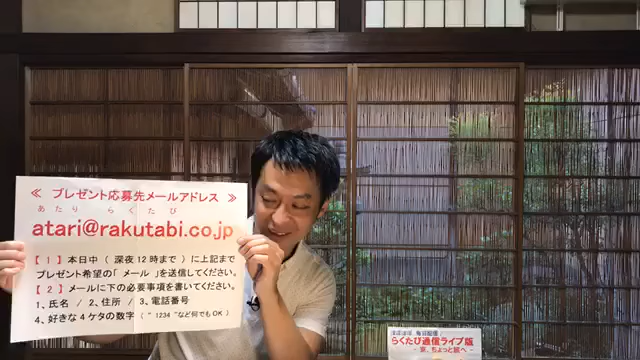 ≪ プレゼント応募先メールアドレス ≫
あたり らくたび
atari@rakutabi.co.jp
【1】本日中(深夜12時まで)に上記まで
プレゼント希望の「メール」を送信してください。
【2】メールに下の必要事項を書いてください。
1、氏名 / 2、住所 / 3、電話番号
4、好きな4ケタの数字(“1234”など何でもOK)
らくたび通信ライブ版